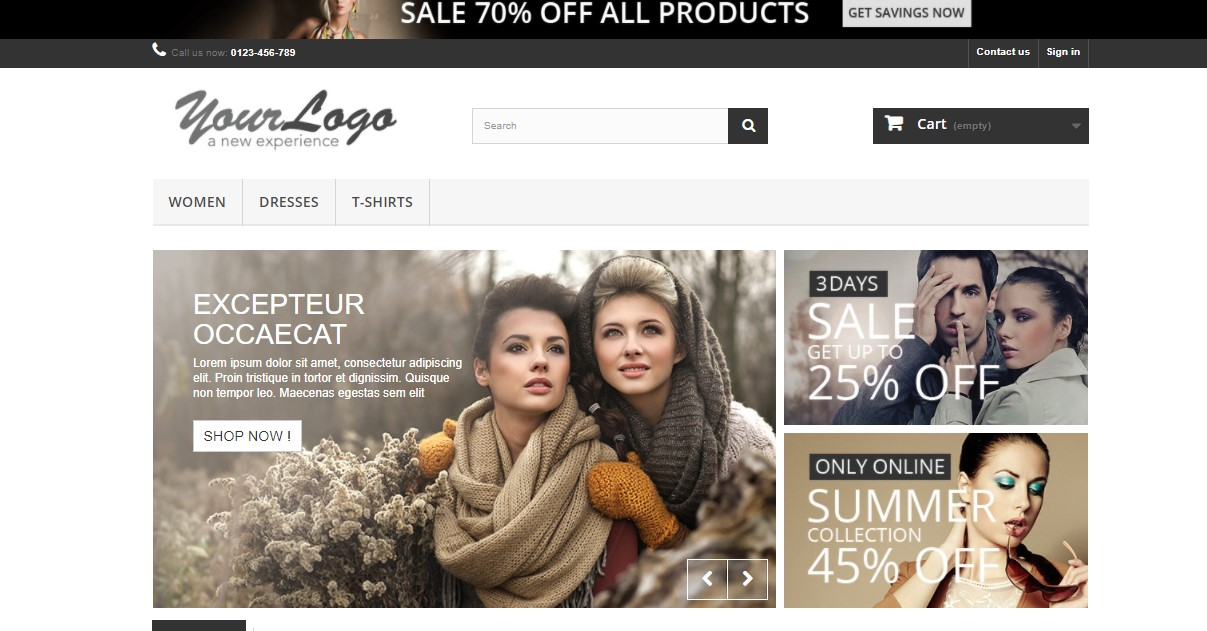 SALE 70% OFF ALL PRODUCTS
GET SAVINGS NOW
Call us now: 0123-456-789
Contact us
Sign in
YourLogo
a new experience
Search
Cart (empty)
WOMEN
DRESSES
T-SHIRTS
EXCEPTEUR
OCCAECAT
Lorem ipsum dolor sit amet, consectetur adipiscing
elit. Proin tristique in tortor et dignissim. Quisque
non tempor leo. Maecenas egestas sem elit
SHOP NOW !
3 DAYS
SALE
GET UP TO
25% OFF
ONLY ONLINE
SUMMER
COLLECTION
45% OFF